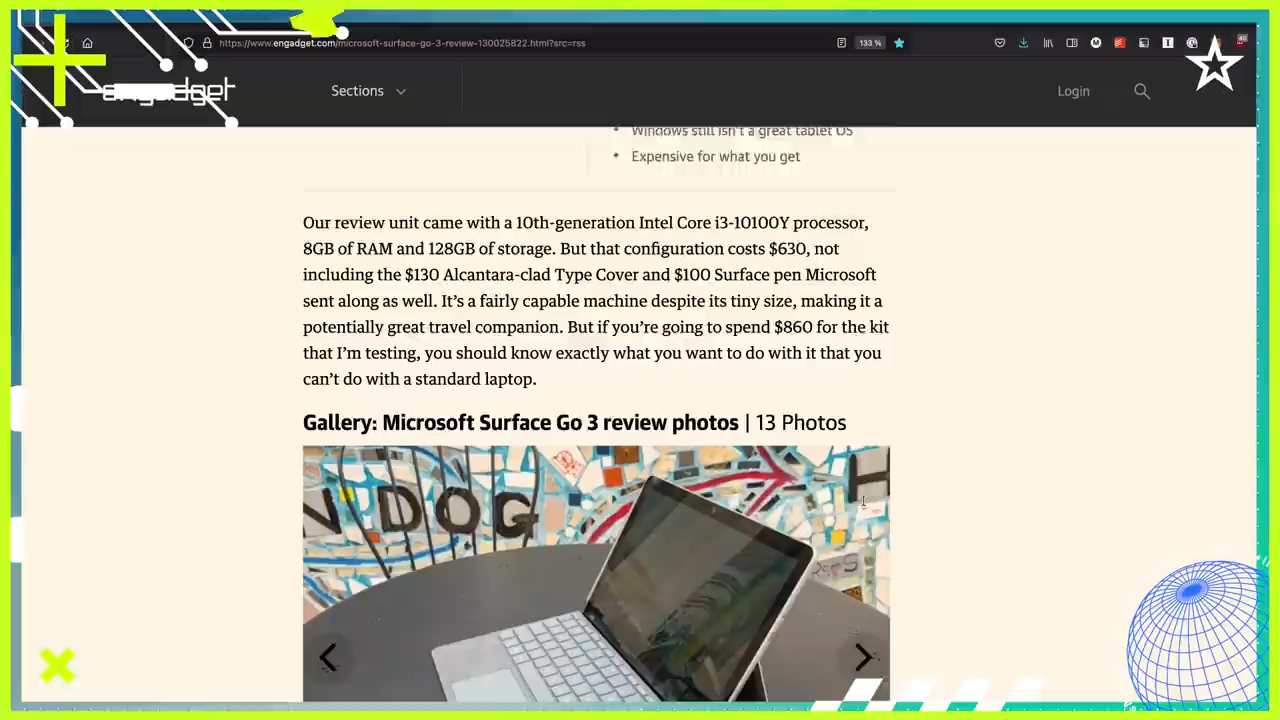 https://www.engadget.com/microsoft-surface-go-3-review-130025822.html?src=rss
133 %
40
engadget
Sections
Login
Windows still isn't a great tablet OS
Expensive for what you get
Our review unit came with a 10th-generation Intel Core i3-10100Y processor,
8GB of RAM and 128GB of storage. But that configuration costs $630, not
including the $130 Alcantara-clad Type Cover and $100 Surface pen Microsoft
sent along as well. It's a fairly capable machine despite its tiny size, making it a
potentially great travel companion. But if you're going to spend $860 for the kit
that I'm testing, you should know exactly what you want to do with it that you
can't do with a standard laptop.
Gallery: Microsoft Surface Go 3 review photos | 13 Photos
N DOG
H